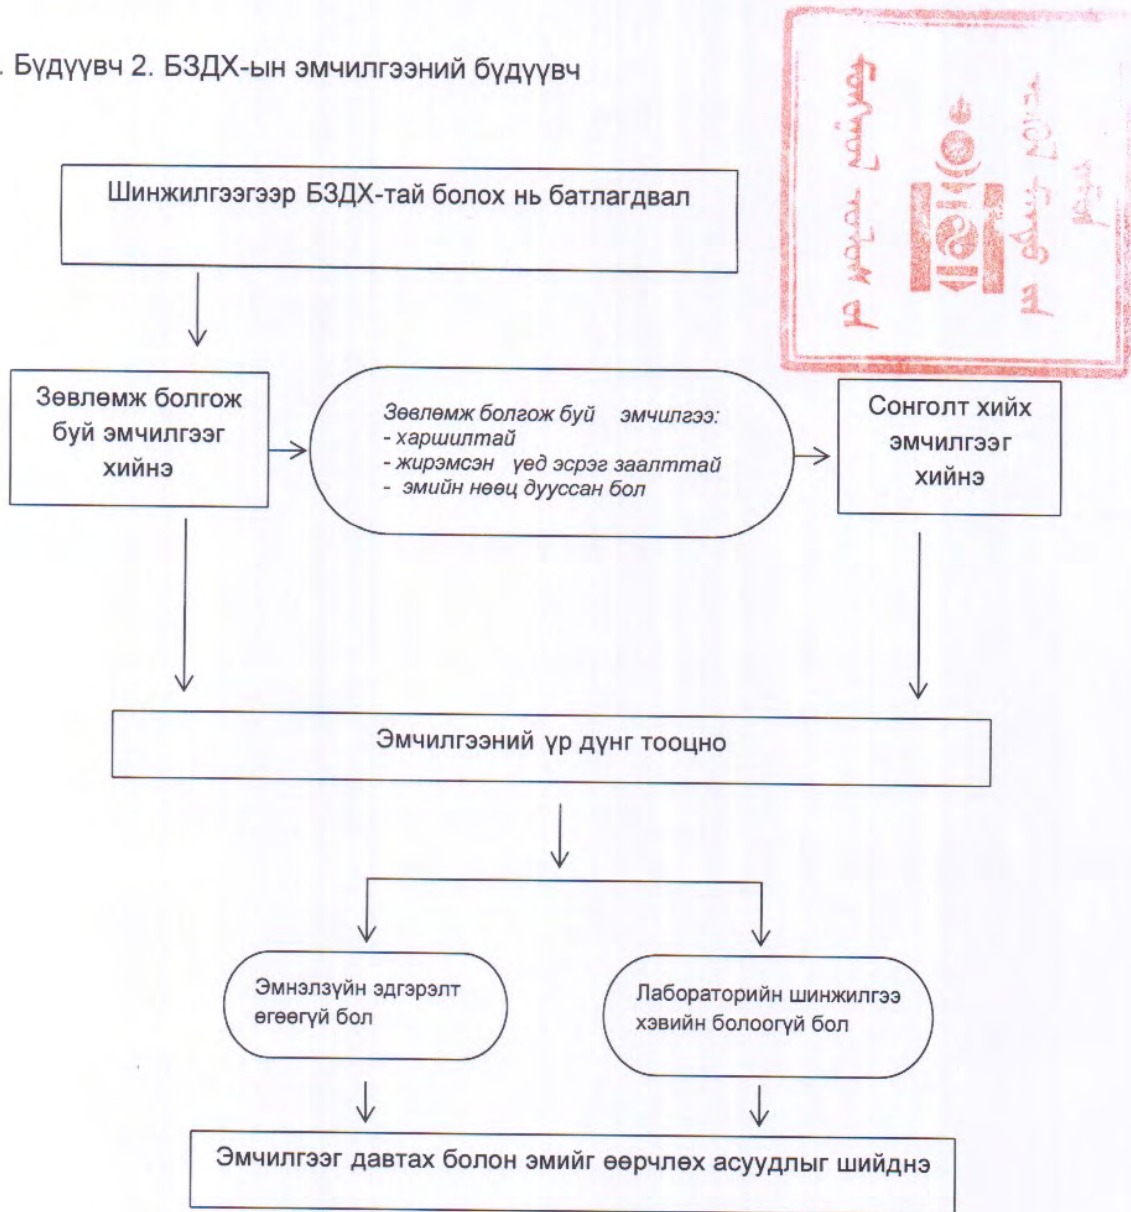 . Бүдүүвч 2. БЗДХ-ын эмчилгээний бүдүүвч
Шинжилгээгээр БЗДХ-тай болох нь батлагдвал
Зөвлөмж болгож
буй эмчилгээг
хийнэ
Зөвлөмж болгож буй эмчилгээ:
- харшилтай
- жирэмсэн үед эсрэг заалттай
- эмийн нөөц дууссан бол
Сонголт хийх
эмчилгээг
хийнэ
Эмчилгээний үр дүнг тооцно
Эмнэлзүйн эдгэрэлт
өгөөгүй бол
Лабораторийн шинжилгээ
хэвийн болоогүй бол
Эмчилгээг давтах болон эмийг өөрчлөх асуудлыг шийднэ